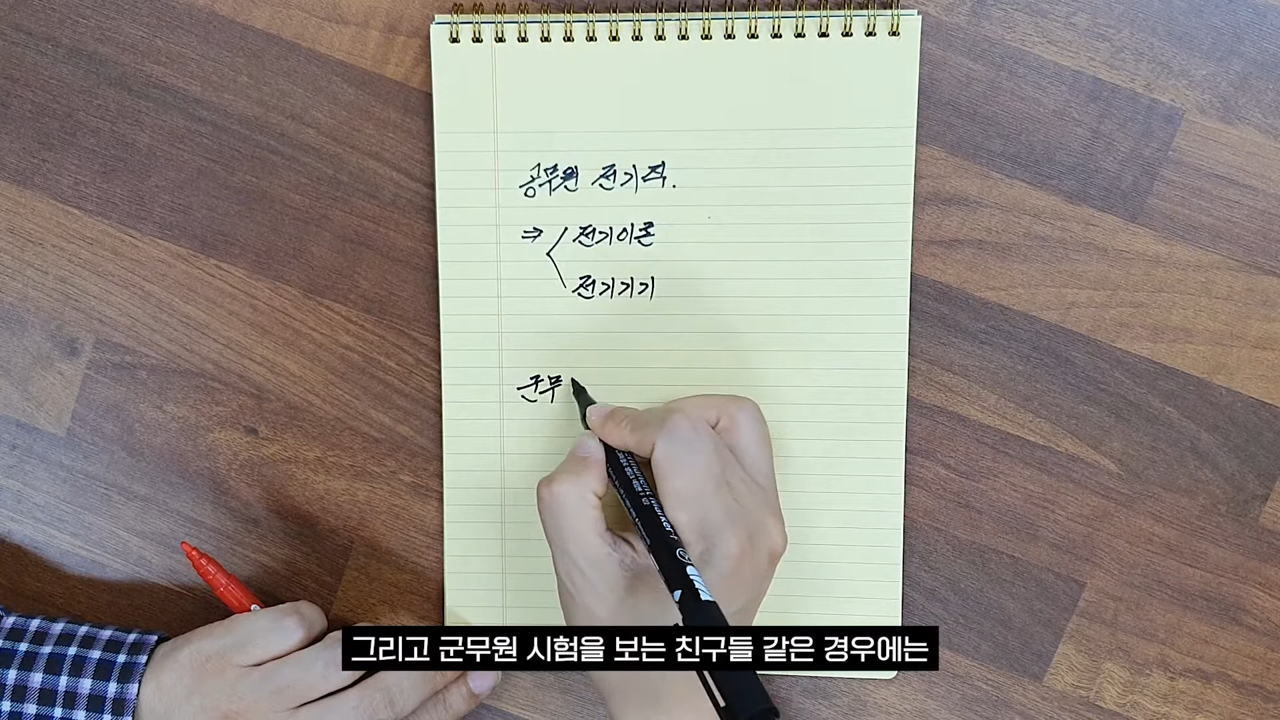 공무원 전기직.
⇒ 전기이론
전기기기
군무
그리고 군무원 시험을 보는 친구들 같은 경우에는